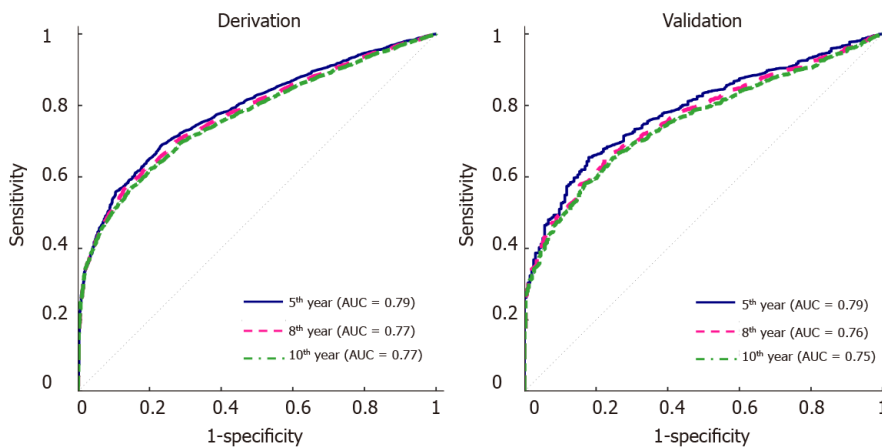 Derivation
1
0.8
0.6
0.4
0.2
0
Sensitivity
5th year (AUC = 0.79)
8th year (AUC = 0.77)
10th year (AUC = 0.77)
0 0.2 0.4 0.6 0.8 1
1-specificity
Validation
1
0.8
0.6
0.4
0.2
0
Sensitivity
5th year (AUC = 0.79)
8th year (AUC = 0.76)
10th year (AUC = 0.75)
0 0.2 0.4 0.6 0.8 1
1-specificity